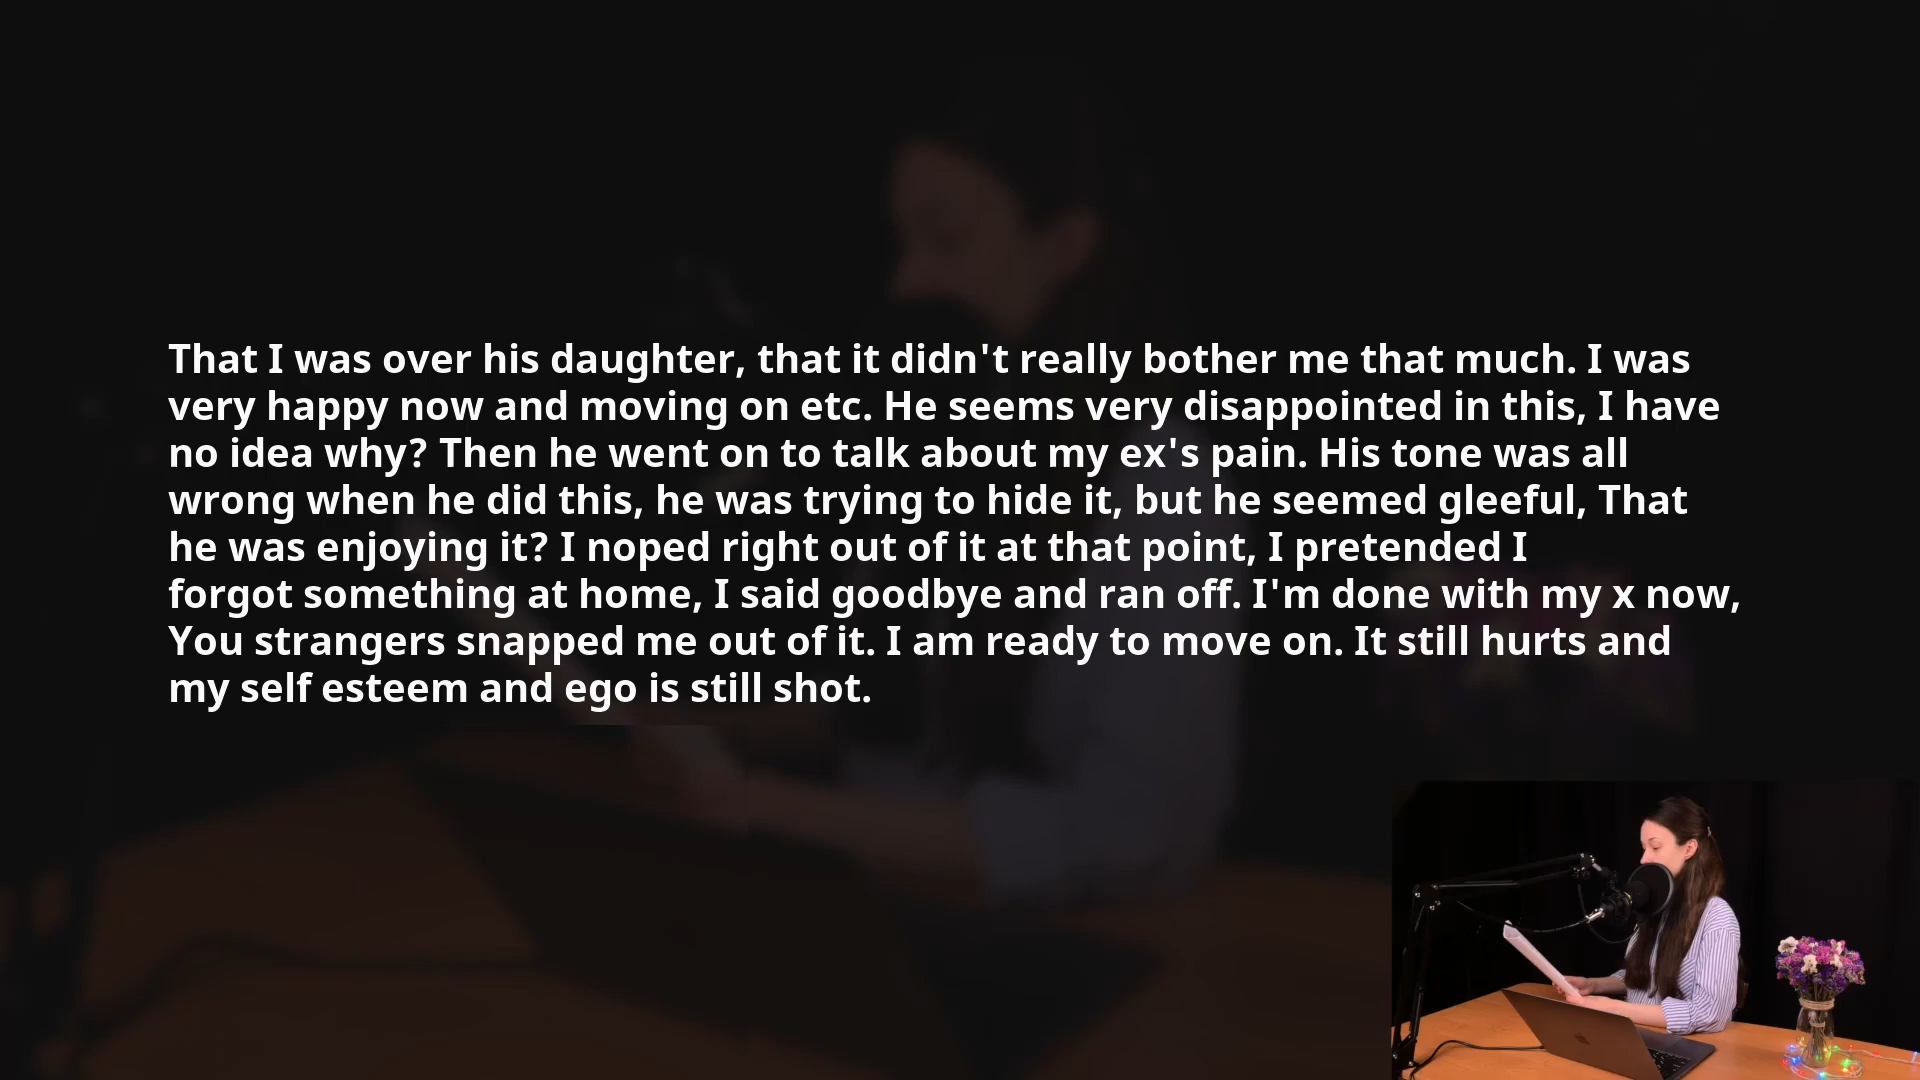 That I was over his daughter, that it didn't really bother me that much. I was
very happy now and moving on etc. He seems very disappointed in this, I have
no idea why? Then he went on to talk about my ex's pain. His tone was all
wrong when he did this, he was trying to hide it, but he seemed gleeful, That
he was enjoying it? I noped right out of it at that point, I pretended I
forgot something at home, I said goodbye and ran off. I'm done with my x now,
You strangers snapped me out of it. I am ready to move on. It still hurts and
my self esteem and ego is still shot.